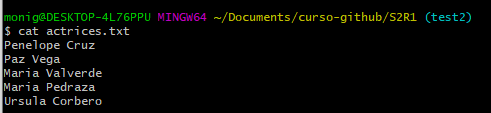 monig@DESKTOP-4L76PPU MINGW64 ~/Documents/curso-github/S2R1 (test2)
$ cat actrices.txt
Penelope Cruz
Paz Vega
Maria Valverde
Maria Pedraza
Ursula Corbero